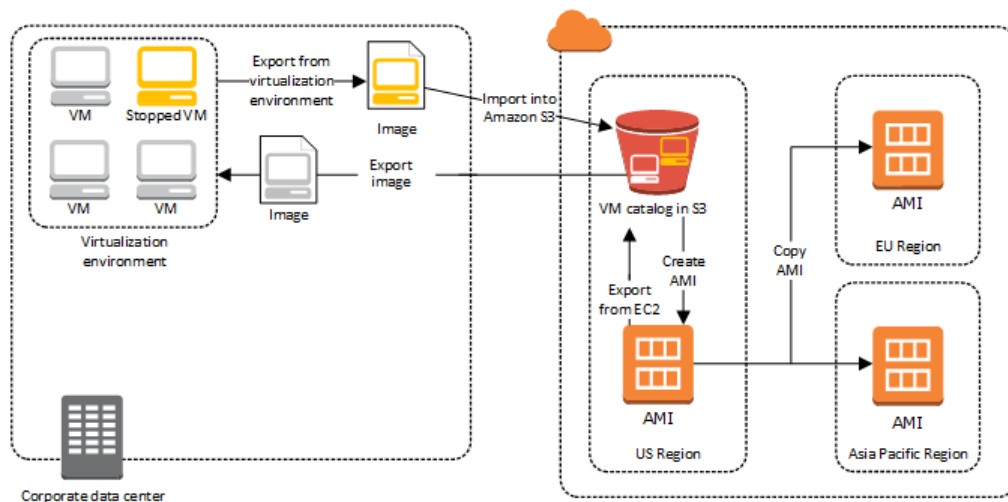 VM
Stopped VM
VM
VM
Virtualization
environment
Export from
virtualization
environment
Image
Import into
Amazon S3
Export
image
Image
Corporate data center
VM catalog in S3
Create
AMI
Export
from EC2
AMI
US Region
Copy
AMI
AMI
EU Region
AMI
Asia Pacific Region